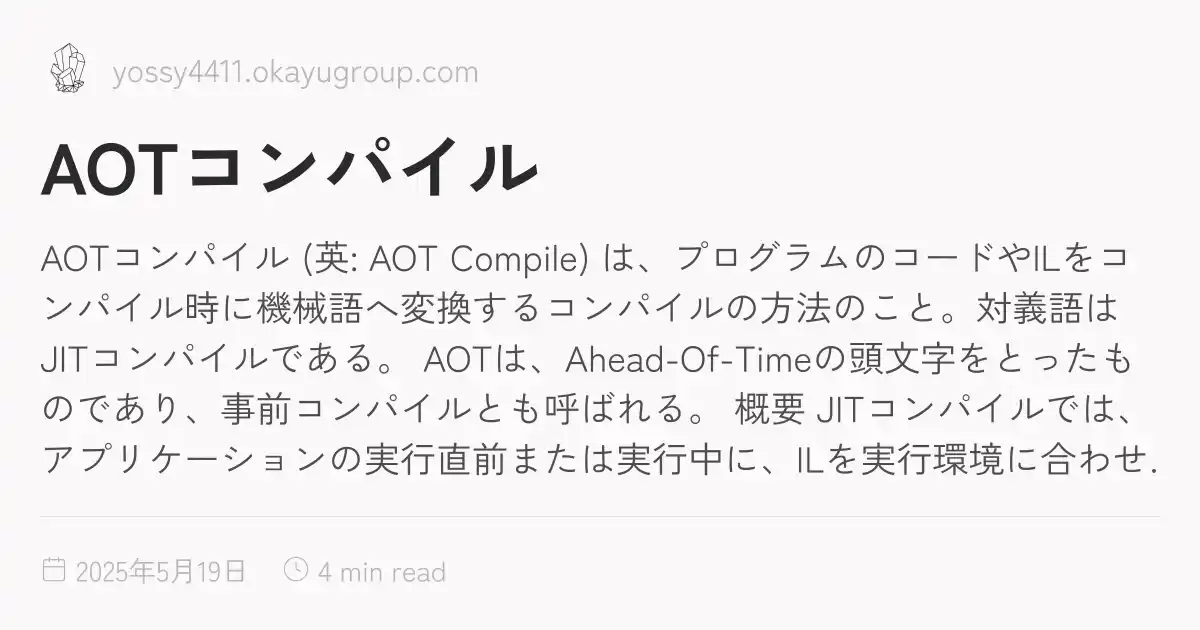 yossy4411.okayugroup.com
AOTコンパイル
AOTコンパイル (英: AOT Compile) は、プログラムのコードやILをコ
ンパイル時に機械語へ変換するコンパイルの方法のこと。対義語は
JITコンパイルである。 AOTは、Ahead-Of-Timeの頭文字をとったも
のであり、事前コンパイルとも呼ばれる。 概要 JITコンパイルでは、
アプリケーションの実行直前または実行中に、ILを実行環境に合わせ.
2025年5月19日 4 min read